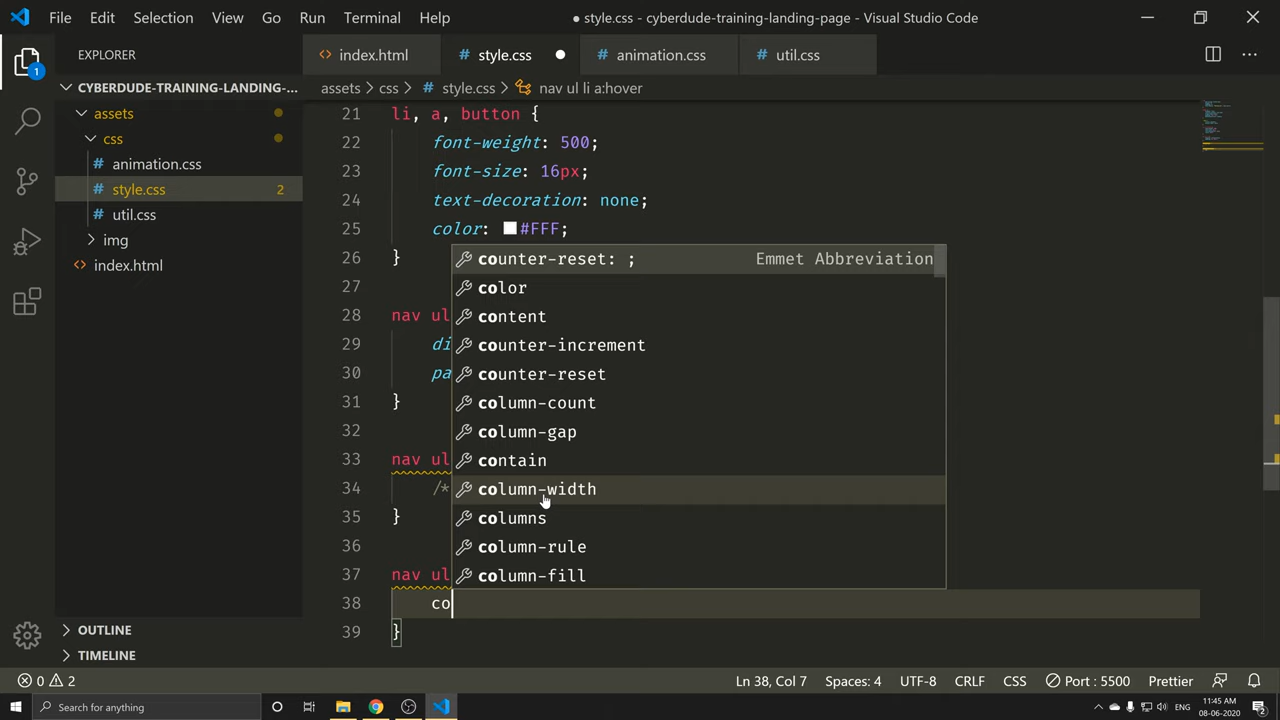 File Edit Selection View Go Run Terminal Help
● style.css - cyberdude-training-landing-page - Visual Studio Code
EXPLORER
<> index.html
# style.css
# animation.css
# util.css
CYBERDUDE-TRAINING-LANDING-...
assets
css
# animation.css
# style.css 2
# util.css
img
<> index.html
OUTLINE
TIMELINE
1
assets > css > # style.css > nav ul li a:hover
21 li, a, button {
22 font-weight: 500;
23 font-size: 16px;
24 text-decoration: none;
25 color: #FFF;
26 }
27
28 nav ul
29 di
30 pa
31 }
32
33 nav ul
34 /*
35 }
36
37 nav ul
38 co
39 }
counter-reset: ; Emmet Abbreviation
color
content
counter-increment
counter-reset
column-count
column-gap
contain
column-width
columns
column-rule
column-fill
0 2
Ln 38, Col 7 Spaces: 4 UTF-8 CRLF CSS Port : 5500 Prettier
Search for anything
ENG
11:45 AM
08-06-2020
2